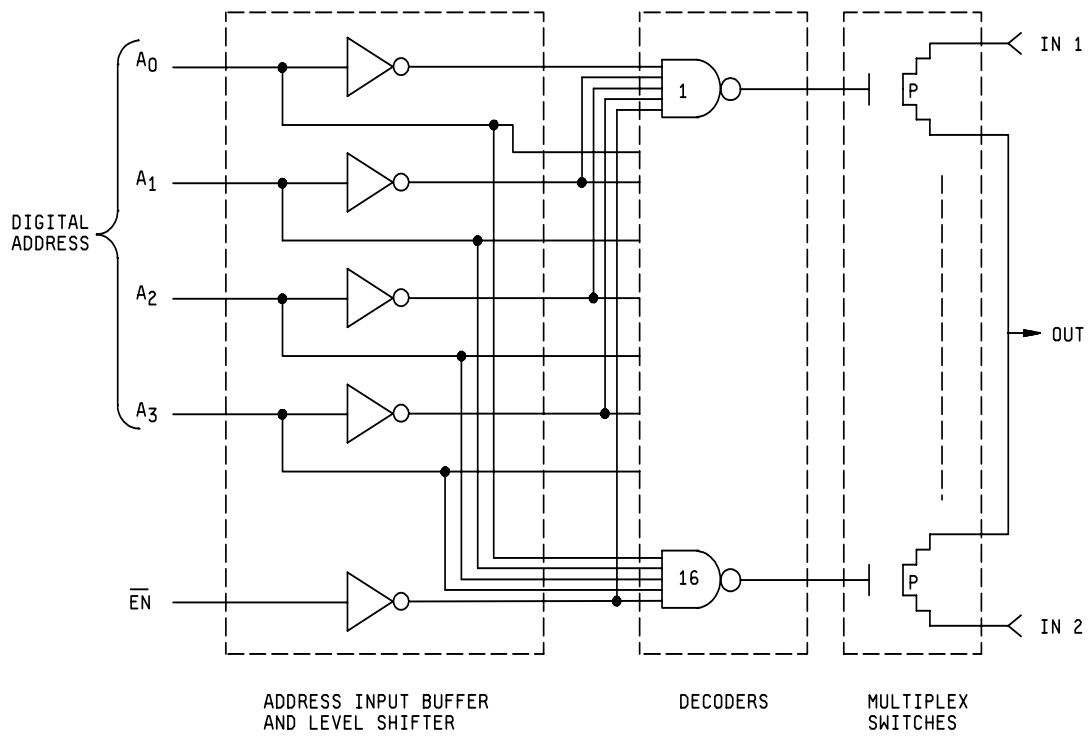 A0
A1
A2
A3
DIGITAL
ADDRESS
EN
1
16
P
P
IN 1
OUT
IN 2
ADDRESS INPUT BUFFER
AND LEVEL SHIFTER
DECODERS
MULTIPLEX
SWITCHES